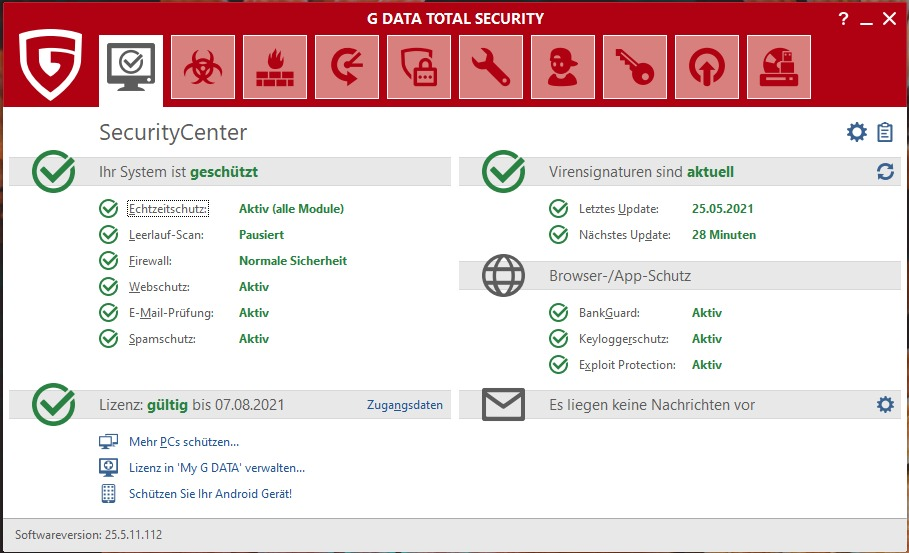 G DATA TOTAL SECURITY
?
SecurityCenter
Ihr System ist geschützt
Echtzeitschutz: Aktiv (alle Module)
Leerlauf-Scan: Pausiert
Firewall: Normale Sicherheit
Webschutz: Aktiv
E-Mail-Prüfung: Aktiv
Spamschutz: Aktiv
Virensignaturen sind aktuell
Letztes Update: 25.05.2021
Nächstes Update: 28 Minuten
Browser-/App-Schutz
BankGuard: Aktiv
Keyloggerschutz: Aktiv
Exploit Protection: Aktiv
Lizenz: gültig bis 07.08.2021 Zugangsdaten
Mehr PCs schützen...
Lizenz in 'My G DATA' verwalten...
Schützen Sie Ihr Android Gerät!
Es liegen keine Nachrichten vor
Softwareversion: 25.5.11.112